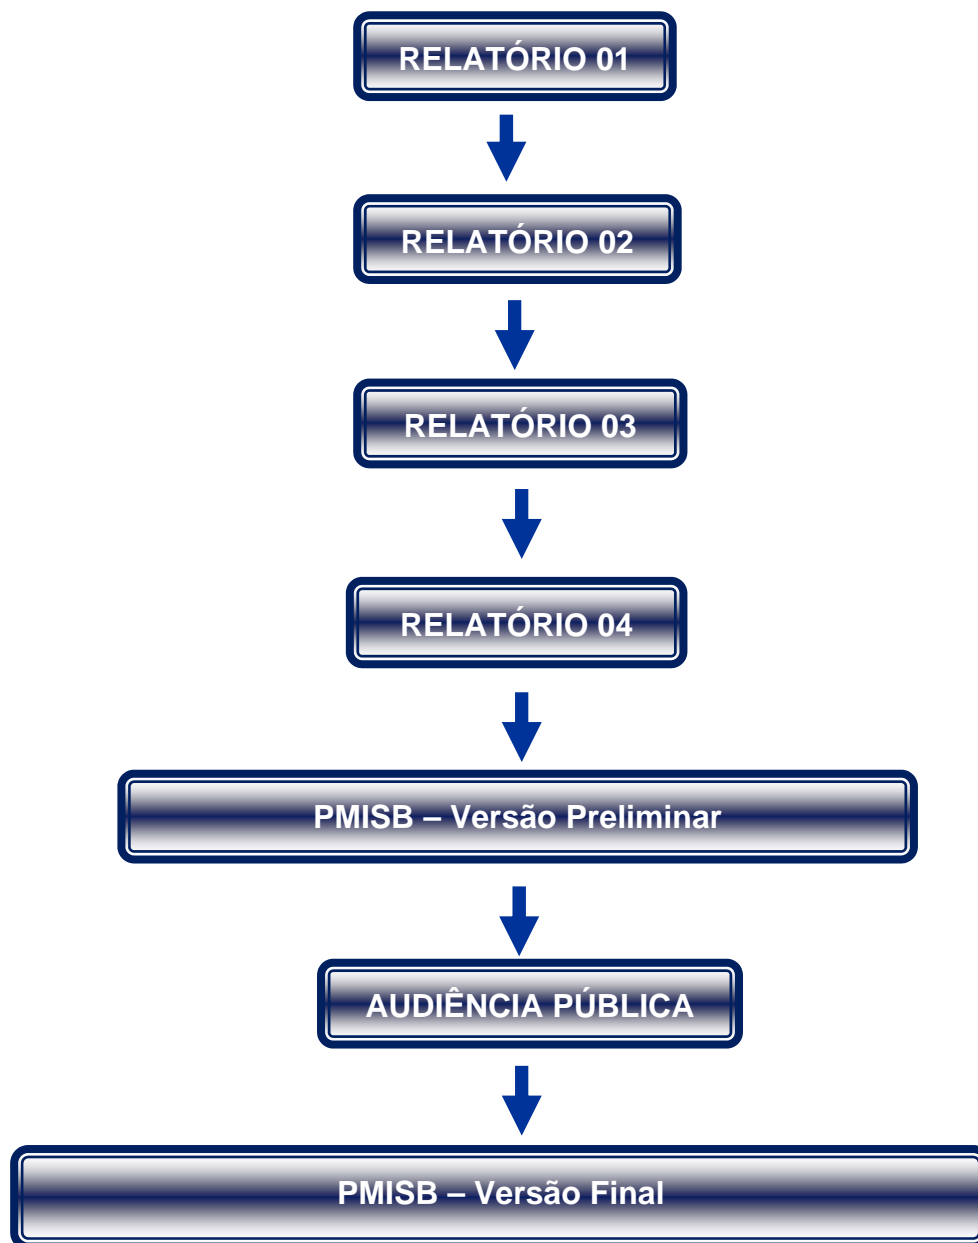 RELATÓRIO 01
RELATÓRIO 02
RELATÓRIO 03
RELATÓRIO 04
PMISB – Versão Preliminar
AUDIÊNCIA PÚBLICA
PMISB – Versão Final